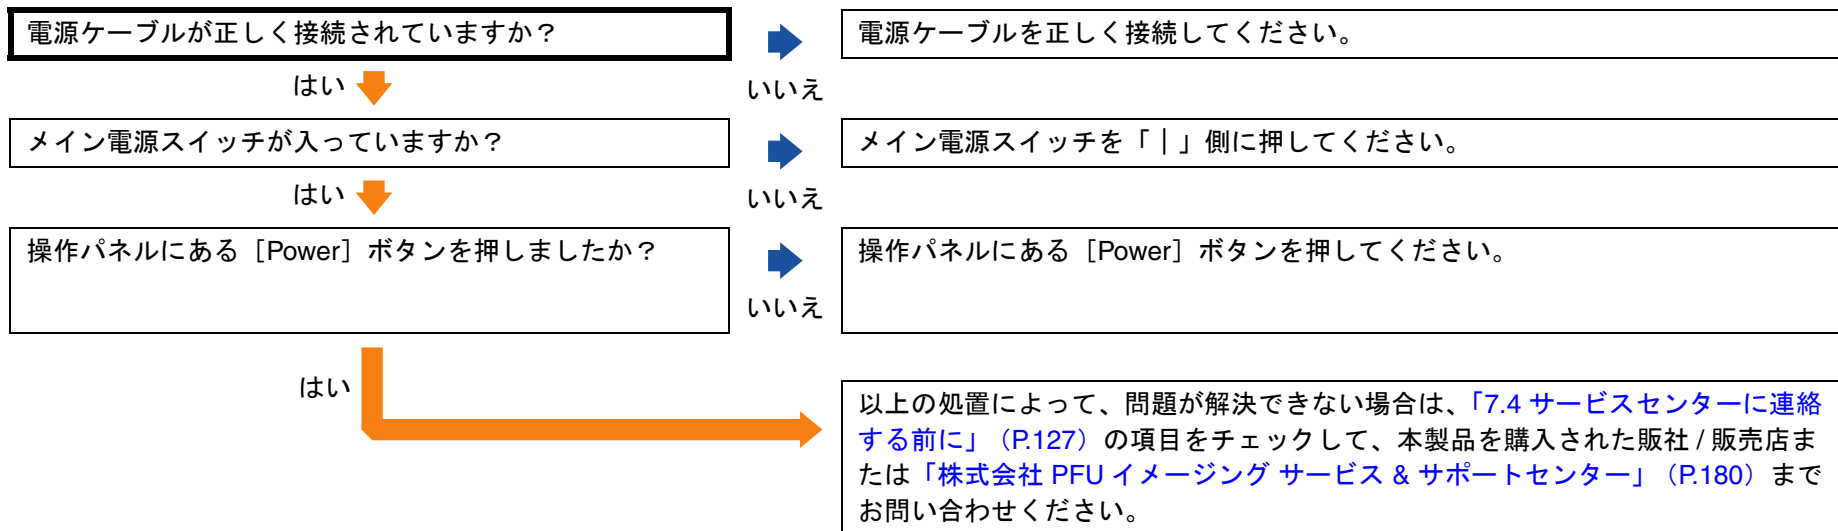 電源ケーブルが正しく接続されていますか？
電源ケーブルを正しく接続してください。
はい
いいえ
メイン電源スイッチが入っていますか？
メイン電源スイッチを「｜」側に押してください。
はい
いいえ
操作パネルにある［Power］ボタンを押しましたか？
操作パネルにある［Power］ボタンを押してください。
いいえ
はい
以上の処置によって、問題が解決できない場合は、「7.4 サービスセンターに連絡
する前に」（P.127）の項目をチェックして、本製品を購入された販社 / 販売店ま
たは「株式会社 PFU イメージング サービス & サポートセンター」（P.180）まで
お問い合わせください。